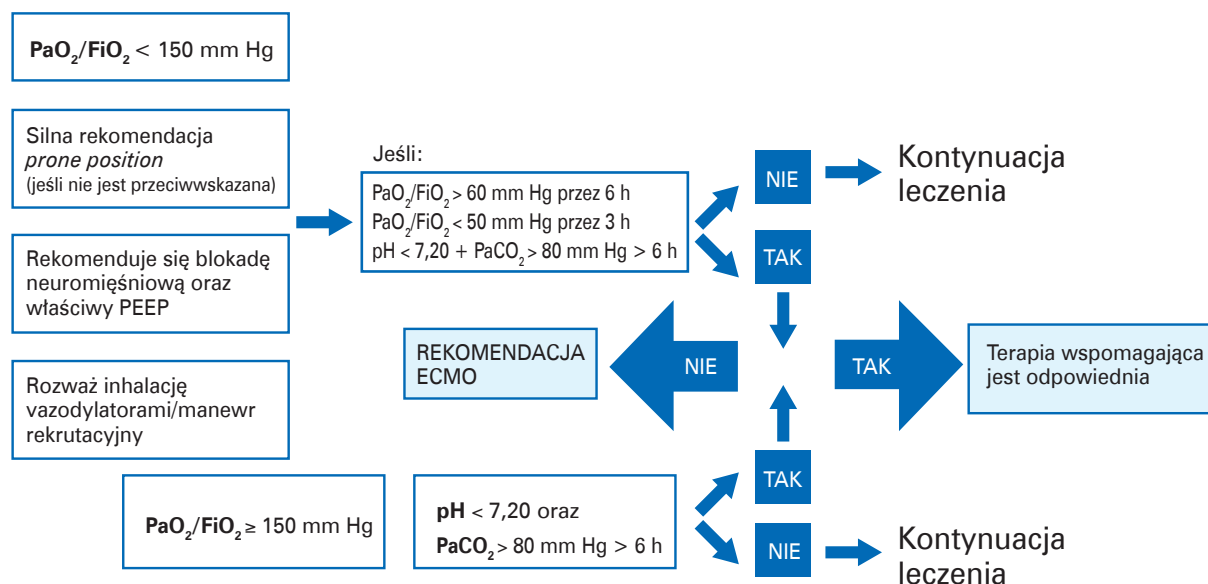 PaO₂/FiO₂ < 150 mm Hg
Silna rekomendacja
prone position
(jeśli nie jest przeciwwskazana)
Rekomenduje się blokadę
neuromięśniową oraz
właściwy PEEP
Rozważ inhalację
vazodylatorami/manewr
rekrutacyjny
Jeśli:
PaO₂/FiO₂ > 60 mm Hg przez 6 h
PaO₂/FiO₂ < 50 mm Hg przez 3 h
pH < 7,20 + PaCO₂ > 80 mm Hg > 6 h
NIE
Kontynuacja
leczenia
TAK
REKOMENDACJA
ECMO
NIE
TAK
Terapia wspomagająca
jest odpowiednia
PaO₂/FiO₂ ≥ 150 mm Hg
pH < 7,20 oraz
PaCO₂ > 80 mm Hg > 6 h
TAK
NIE
Kontynuacja
leczenia